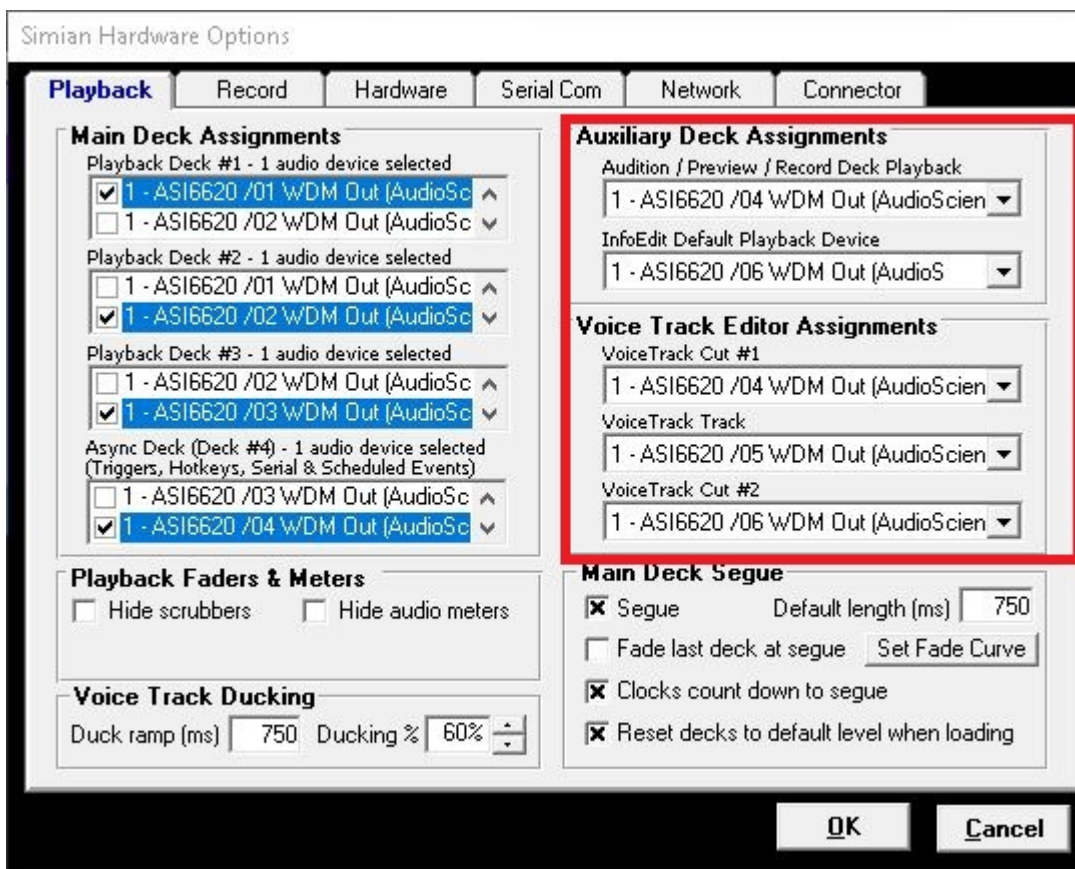 Simian Hardware Options
Playback Record Hardware Serial Com Network Connector
Main Deck Assignments
Playback Deck #1 - 1 audio device selected
1 - ASI6620 /01 WDM Out (AudioSc
1 - ASI6620 /02 WDM Out (AudioSc
Playback Deck #2 - 1 audio device selected
1 - ASI6620 /01 WDM Out (AudioSc
1 - ASI6620 /02 WDM Out (AudioSc
Playback Deck #3 - 1 audio device selected
1 - ASI6620 /02 WDM Out (AudioSc
1 - ASI6620 /03 WDM Out (AudioSc
Async Deck (Deck #4) - 1 audio device selected
(Triggers, Hotkeys, Serial & Scheduled Events)
1 - ASI6620 /03 WDM Out (AudioSc
1 - ASI6620 /04 WDM Out (AudioSc
Playback Faders & Meters
Hide scrubbers Hide audio meters
Voice Track Ducking
Duck ramp (ms) 750 Ducking % 60%
Auxiliary Deck Assignments
Audition / Preview / Record Deck Playback
1 - ASI6620 /04 WDM Out (AudioScien
InfoEdit Default Playback Device
1 - ASI6620 /06 WDM Out (AudioS
Voice Track Editor Assignments
VoiceTrack Cut #1
1 - ASI6620 /04 WDM Out (AudioScien
VoiceTrack Track
1 - ASI6620 /05 WDM Out (AudioScien
VoiceTrack Cut #2
1 - ASI6620 /06 WDM Out (AudioScien
Main Deck Segue
Segue Default length (ms) 750
Fade last deck at segue Set Fade Curve
Clocks count down to segue
Reset decks to default level when loading
OK Cancel